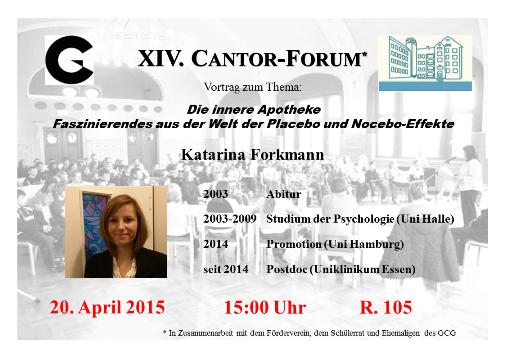 XIV. CANTOR-FORUM*
Vortrag zum Thema:
Die innere Apotheke
Faszinierendes aus der Welt der Placebo und Nocebo-Effekte
Katarina Forkmann
2003 Abitur
2003-2009 Studium der Psychologie (Uni Halle)
2014 Promotion (Uni Hamburg)
seit 2014 Postdoc (Uniklinikum Essen)
20. April 2015 15:00 Uhr R. 105
* In Zusammenarbeit mit dem Förderverein, dem Schülerrat und Ehemaligen des GCG